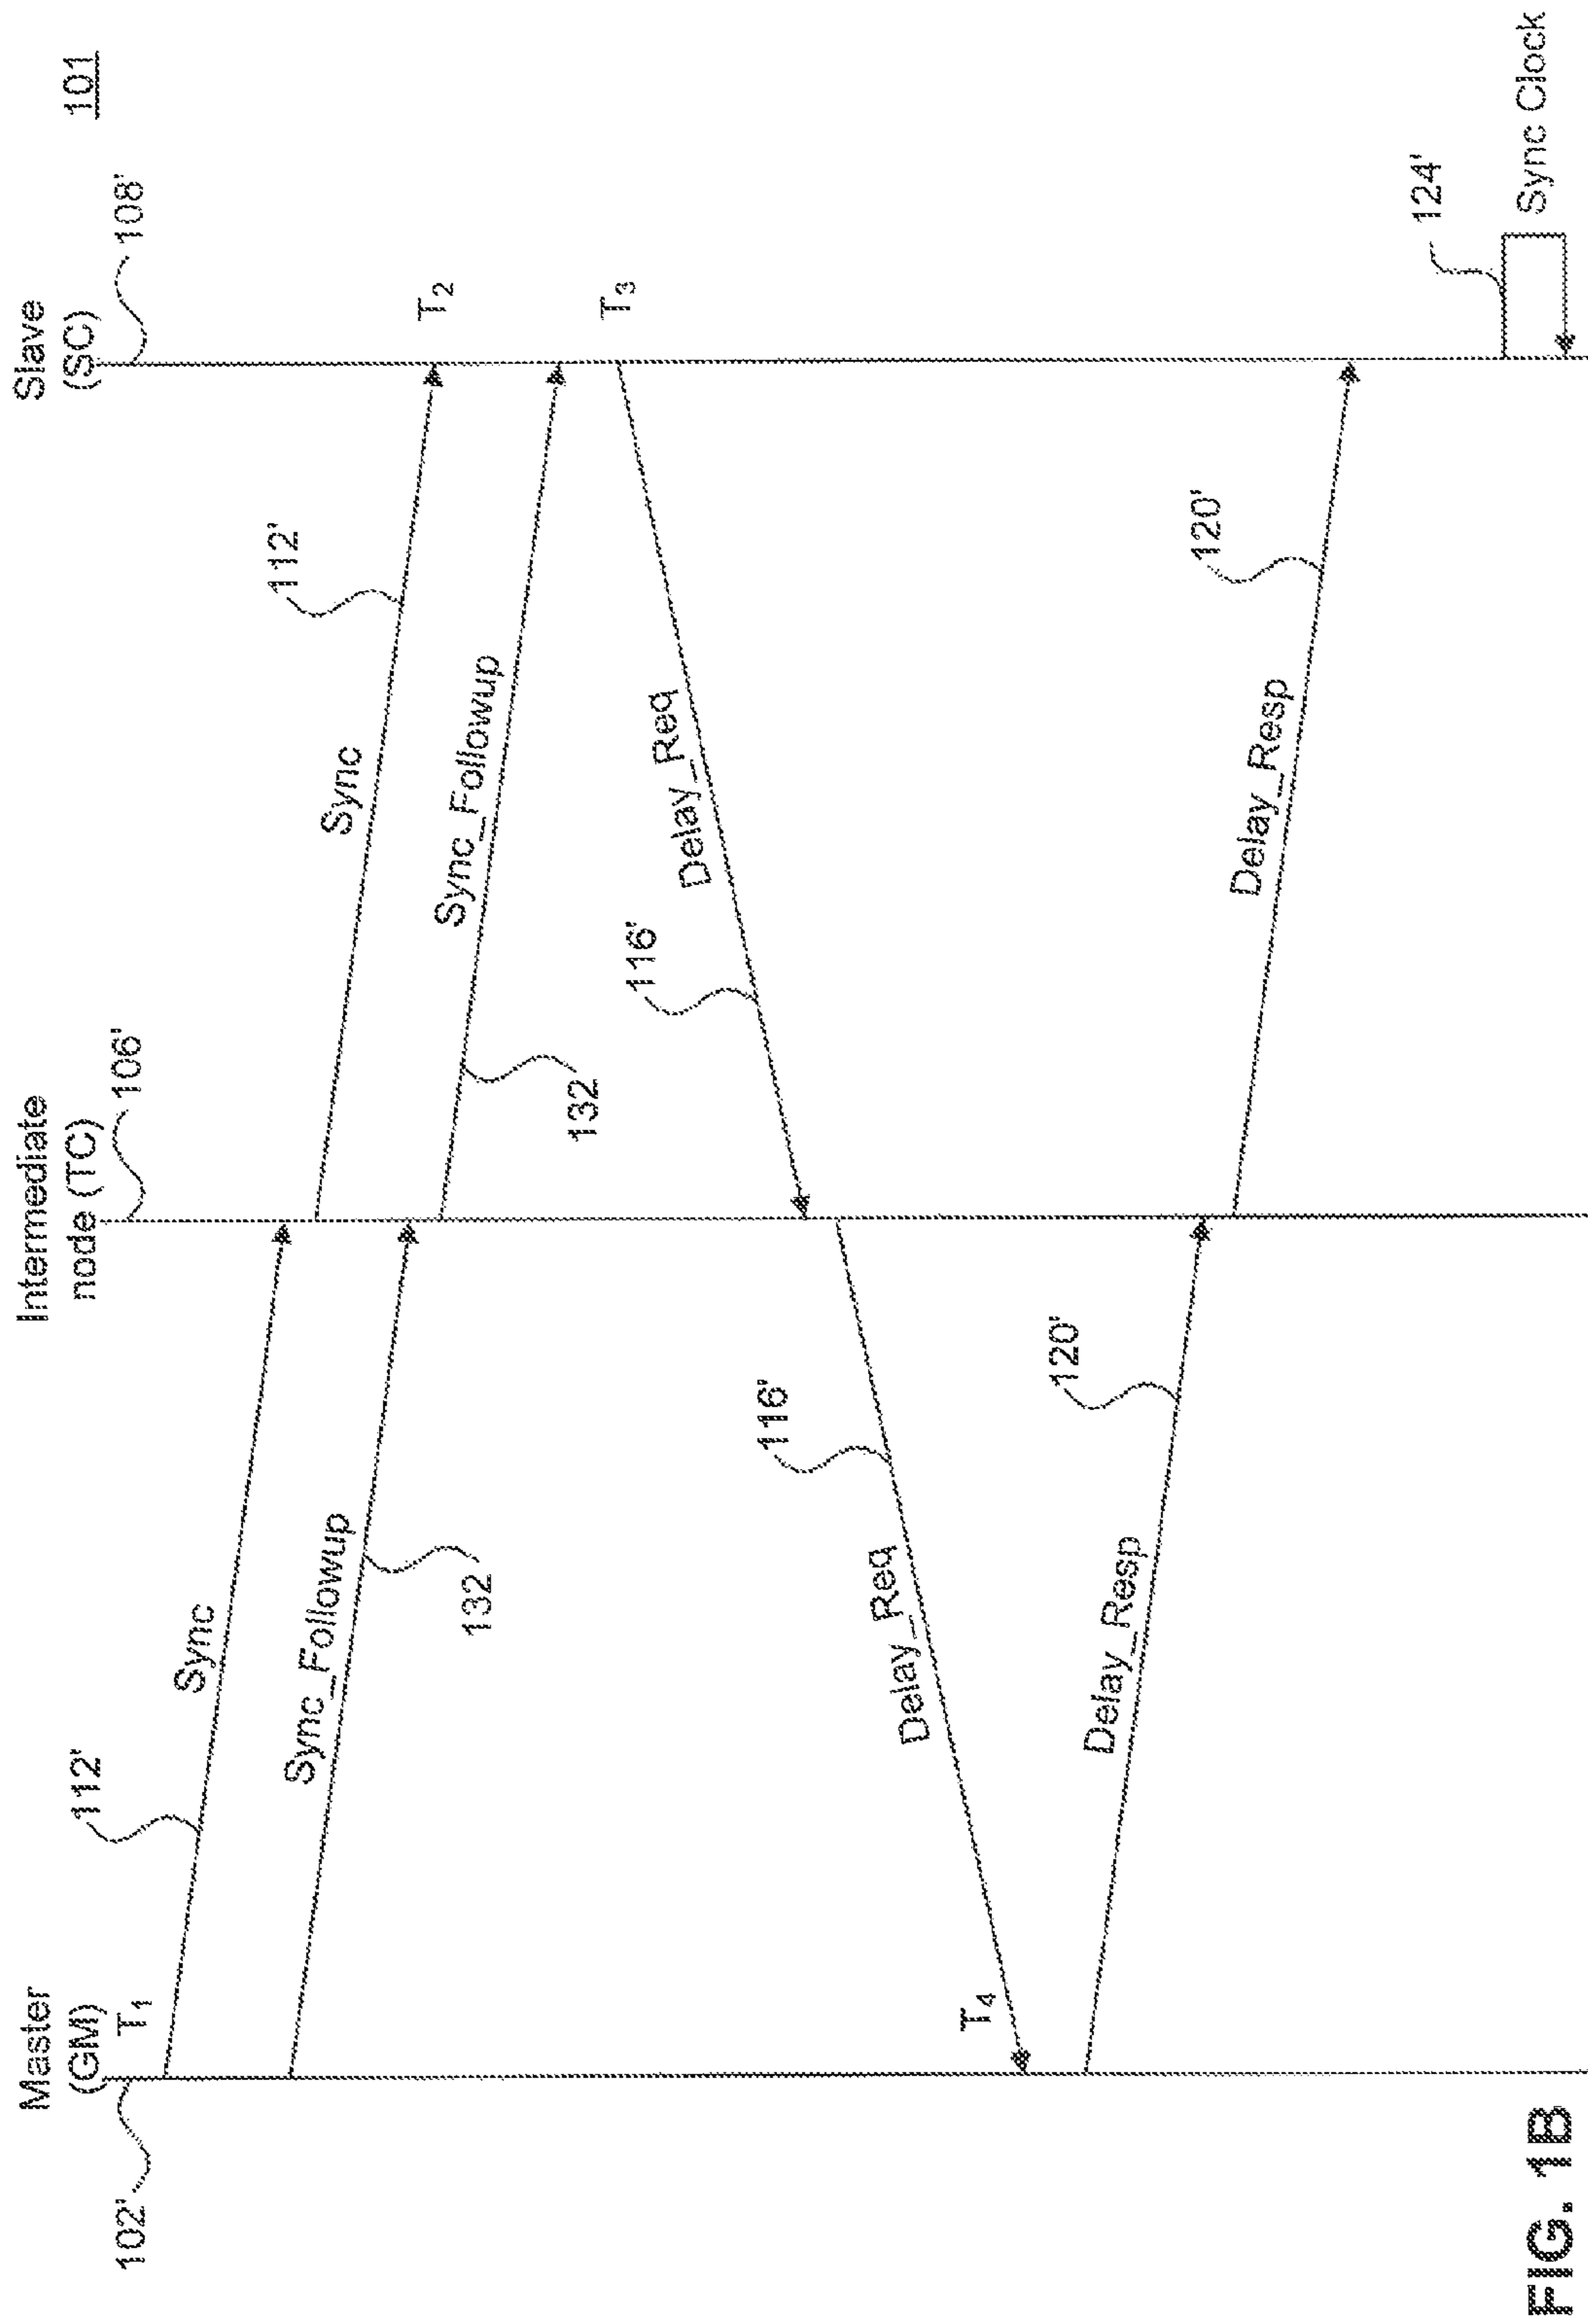 101
Master
(GM)
Intermediate
node (TC)
Slave
(SC)
102'
106'
108'
T1
112'
Sync
Sync
112'
T2
Sync_Followup
132
Sync_Followup
132
T3
Delay_Req
116'
Delay_Req
116'
T4
Delay_Resp
120'
Delay_Resp
120'
124'
Sync Clock
FIG. 1B